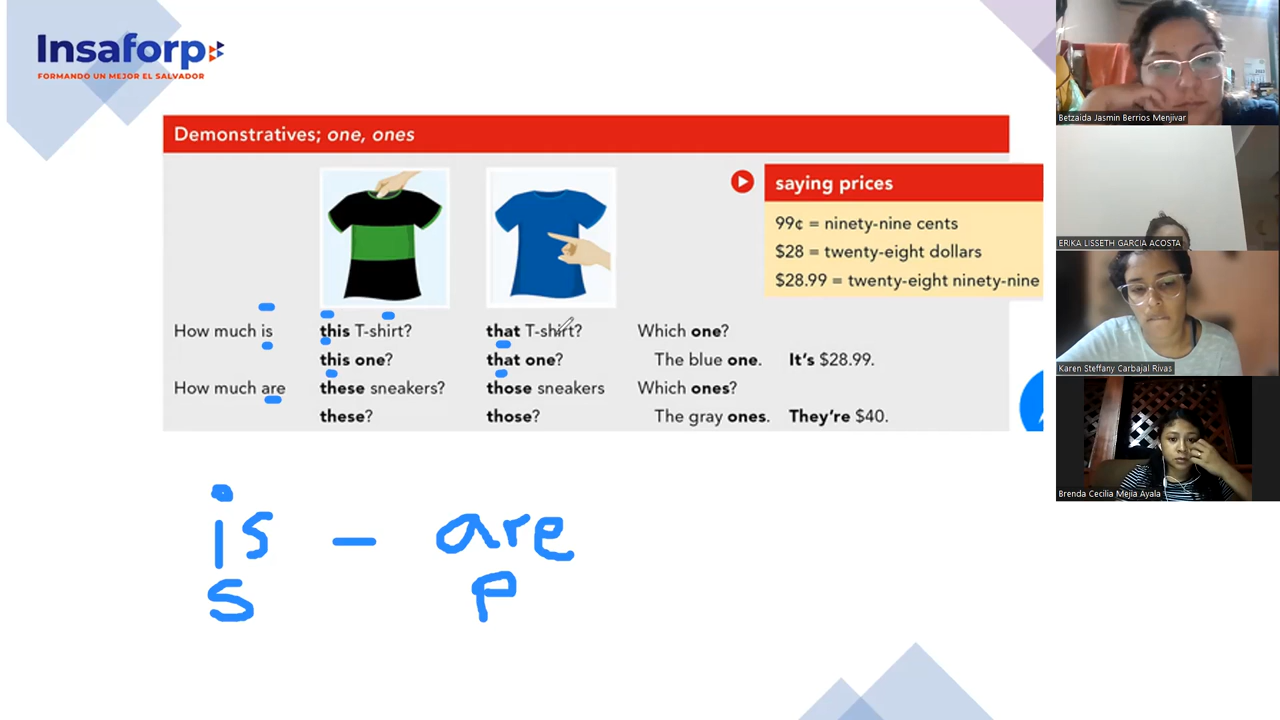 Insaforp
FORMANDO UN MEJOR EL SALVADOR
Demonstratives; one, ones
saying prices
99¢ = ninety-nine cents
$28 = twenty-eight dollars
$28.99 = twenty-eight ninety-nine
How much is this T-shirt? that T-shirt? Which one?
this one? that one? The blue one. It's $28.99.
How much are these sneakers? those sneakers Which ones?
these? those? The gray ones. They're $40.
is – are
S P
Betzaida Jasmin Berrios Menjivar
ERIKA LISSETH GARCIA ACOSTA
Karen Steffany Carbajal Rivas
Brenda Cecilia Mejia Ayala